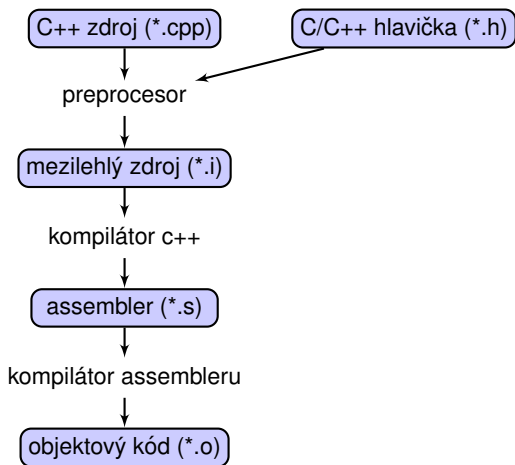 C++ zdroj (*.cpp)
C/C++ hlavička (*.h)
preprocesor
mezilehlý zdroj (*.i)
kompilátor c++
assembler (*.s)
kompilátor assembleru
objektový kód (*.o)